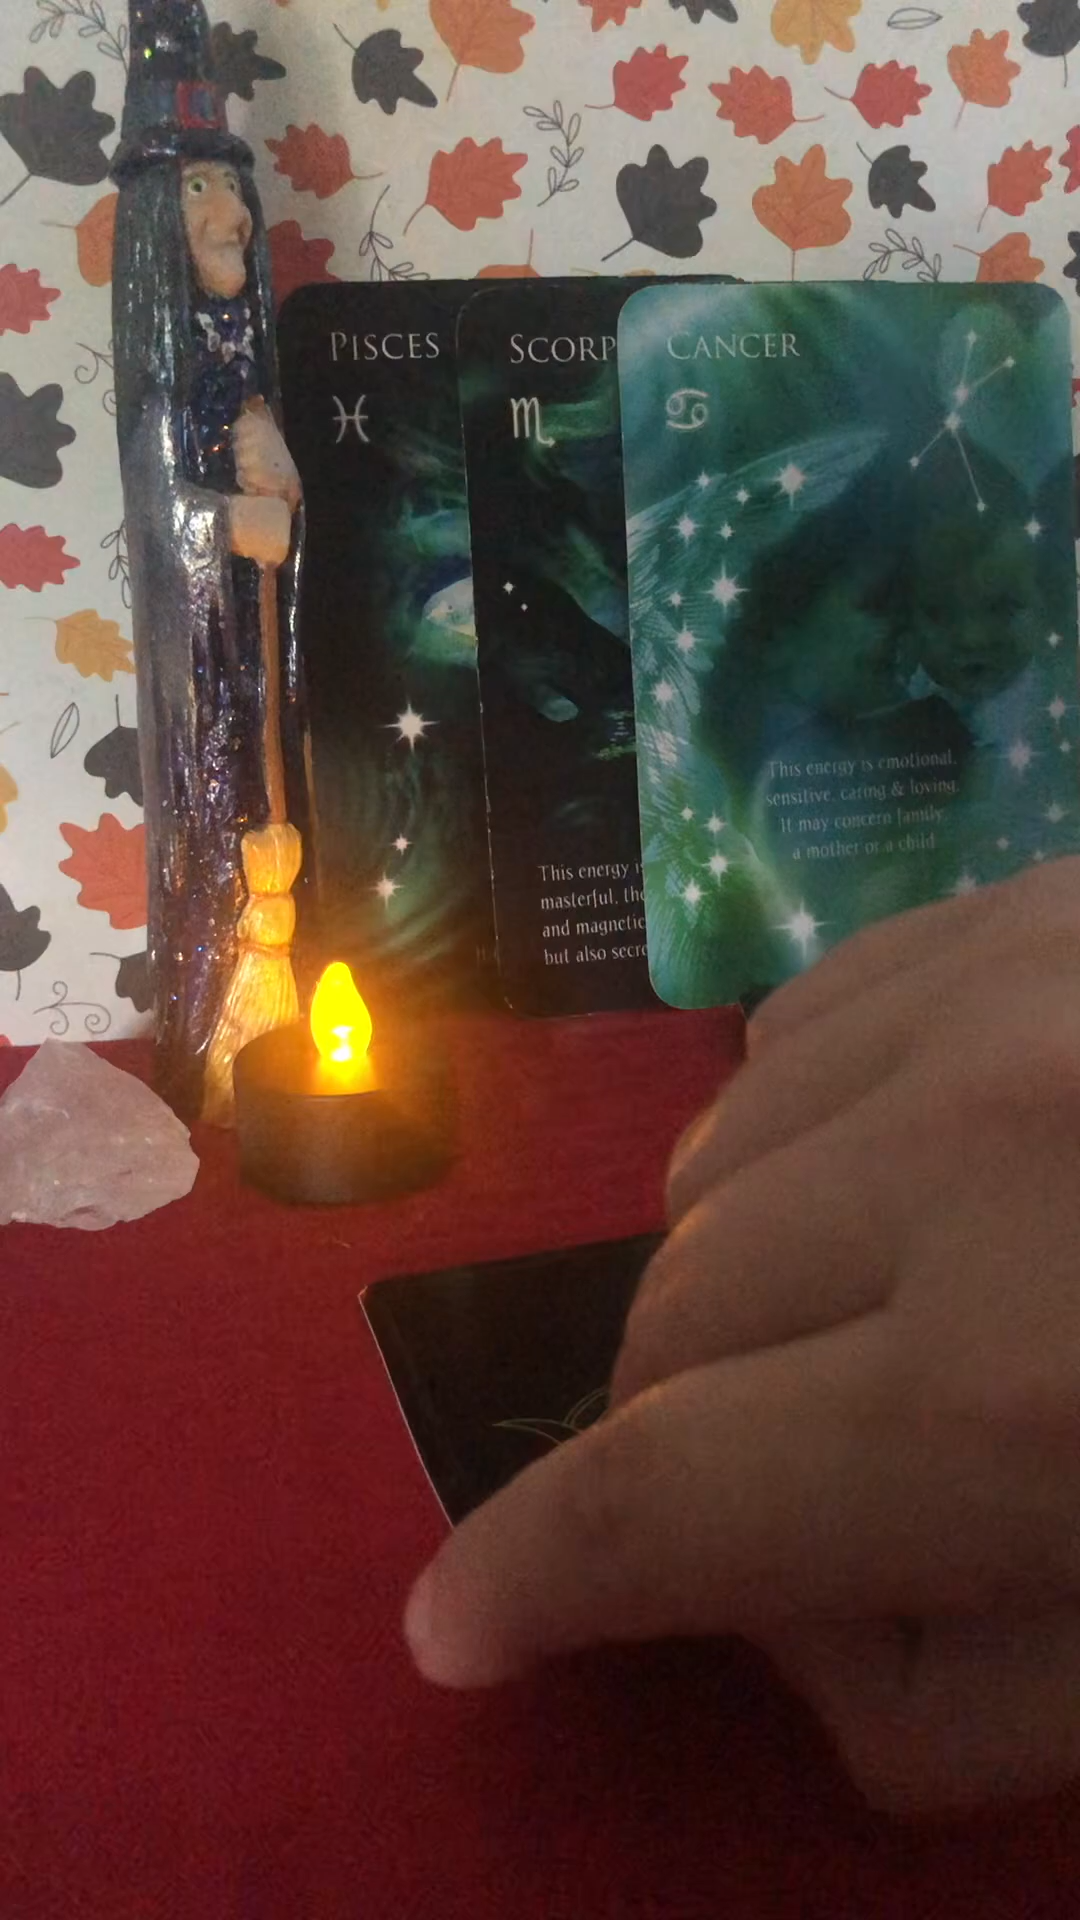 PISCES
♓
SCORP
♏
This energy is
masterful, the
and magnetic
but also secre
CANCER
♋
This energy is emotional,
sensitive, caring & loving.
It may concern family,
a mother or a child